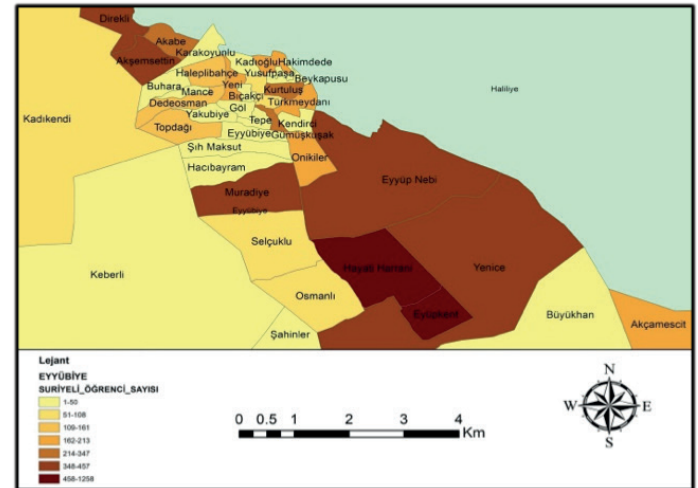 Direkli
Akabe
Karakoyunlu
Akşemsettin
Kadıoğlu
Hakimdede
Haleplibahçe
Yusufpaşa
Beykapusu
Haliliye
Buhara
Yeni
Mance
Kurtuluş
Bıçakçı
Dedeosman
Türkmeydanı
Göl
Kadıkendi
Yakubiye
Tepe
Kendirci
Topdağı
Eyyübiye
Gümüşkuşak
Şıh Maksut
Onikiler
Hacıbayram
Eyyüp Nebi
Muradiye
Eyyübiye
Selçuklu
Keberli
Hayati Harrani
Yenice
Osmanlı
Eyüpkent
Büyükhan
Akçamescit
Şahinler
Lejant
EYYÜBİYE
SURİYELİ_ÖĞRENCİ_SAYISI
1-50
51-108
109-161
162-213
214-347
348-457
458-1258
0 0.5 1 2 3 4
Km
N
W E
S